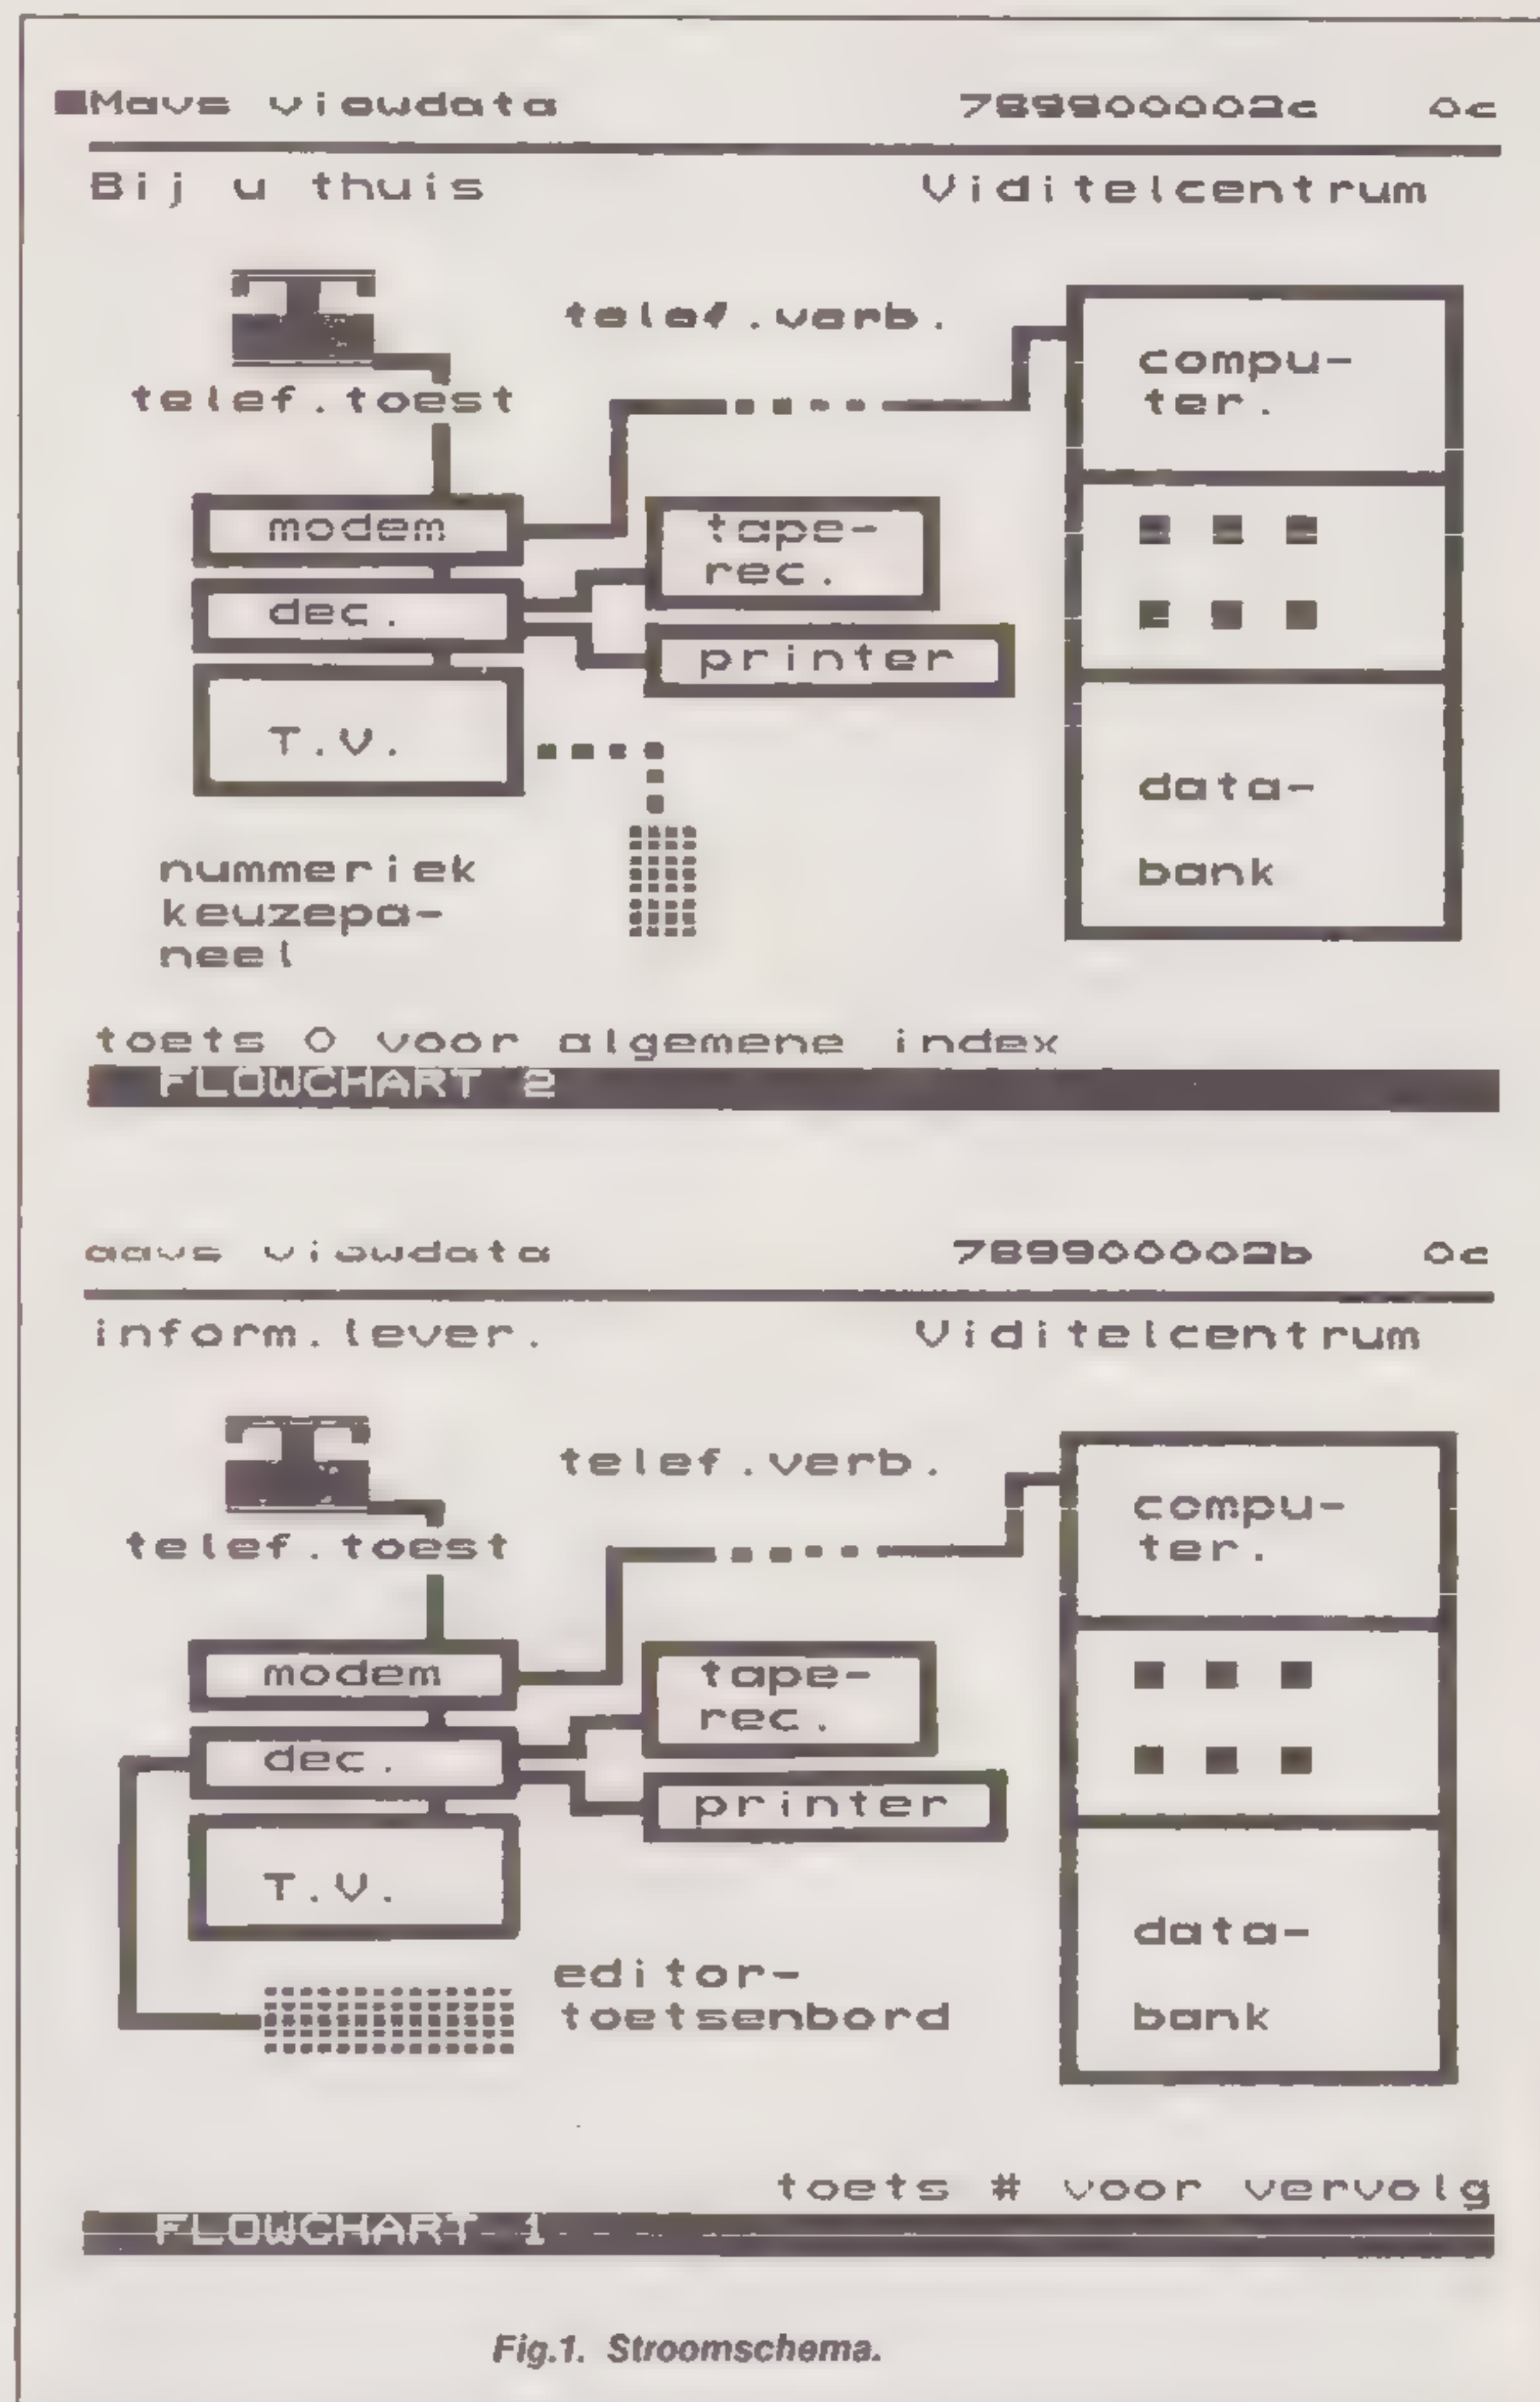 Mavs viewdata 789900002c 0c
Bij u thuis Viditelcentrum
telef.verb.
compu-
ter.
telef.toest
modem
tape-
rec.
dec.
printer
T.V.
data-
bank
nummeriek
keuzepa-
neel
toets 0 voor algemene index
FLOWCHART 2
aavs viewdata 789900002b 0c
inform.lever. Viditelcentrum
telef.verb.
compu-
ter.
telef.toest
modem
tape-
rec.
dec.
printer
T.V.
data-
bank
editor-
toetsenbord
toets # voor vervolg
FLOWCHART 1
Fig.1. Stroomschema.